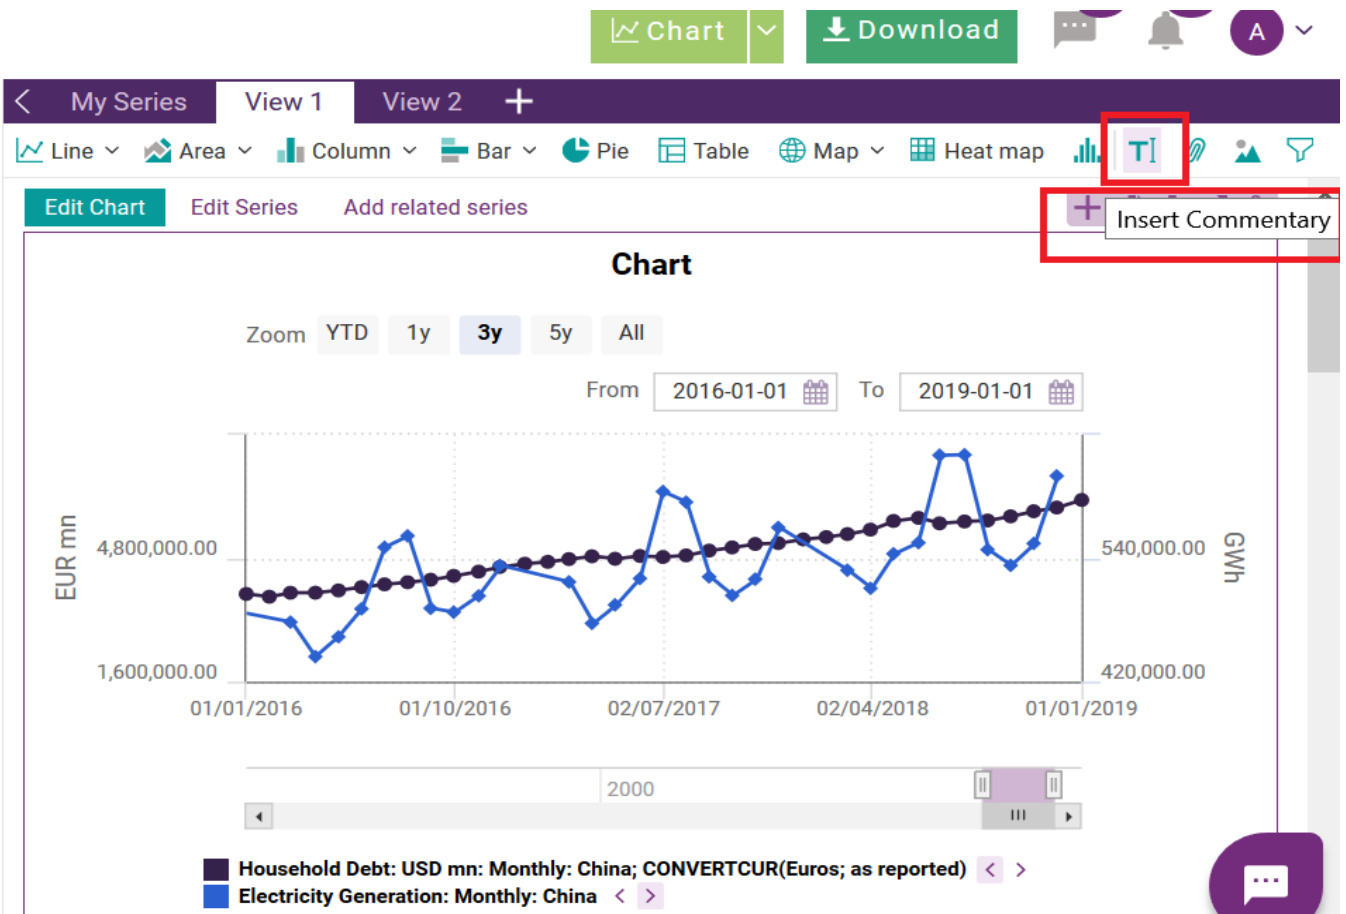 Chart Download A
My Series View 1 View 2
Line Area Column Bar Pie Table Map Heat map
Edit Chart Edit Series Add related series
Insert Commentary
Chart
Zoom YTD 1y 3y 5y All
From 2016-01-01 To 2019-01-01
EUR mn
4,800,000.00
1,600,000.00
540,000.00
420,000.00
GWh
01/01/2016 01/10/2016 02/07/2017 02/04/2018 01/01/2019
2000
Household Debt: USD mn: Monthly: China; CONVERTCUR(Euros; as reported)
Electricity Generation: Monthly: China